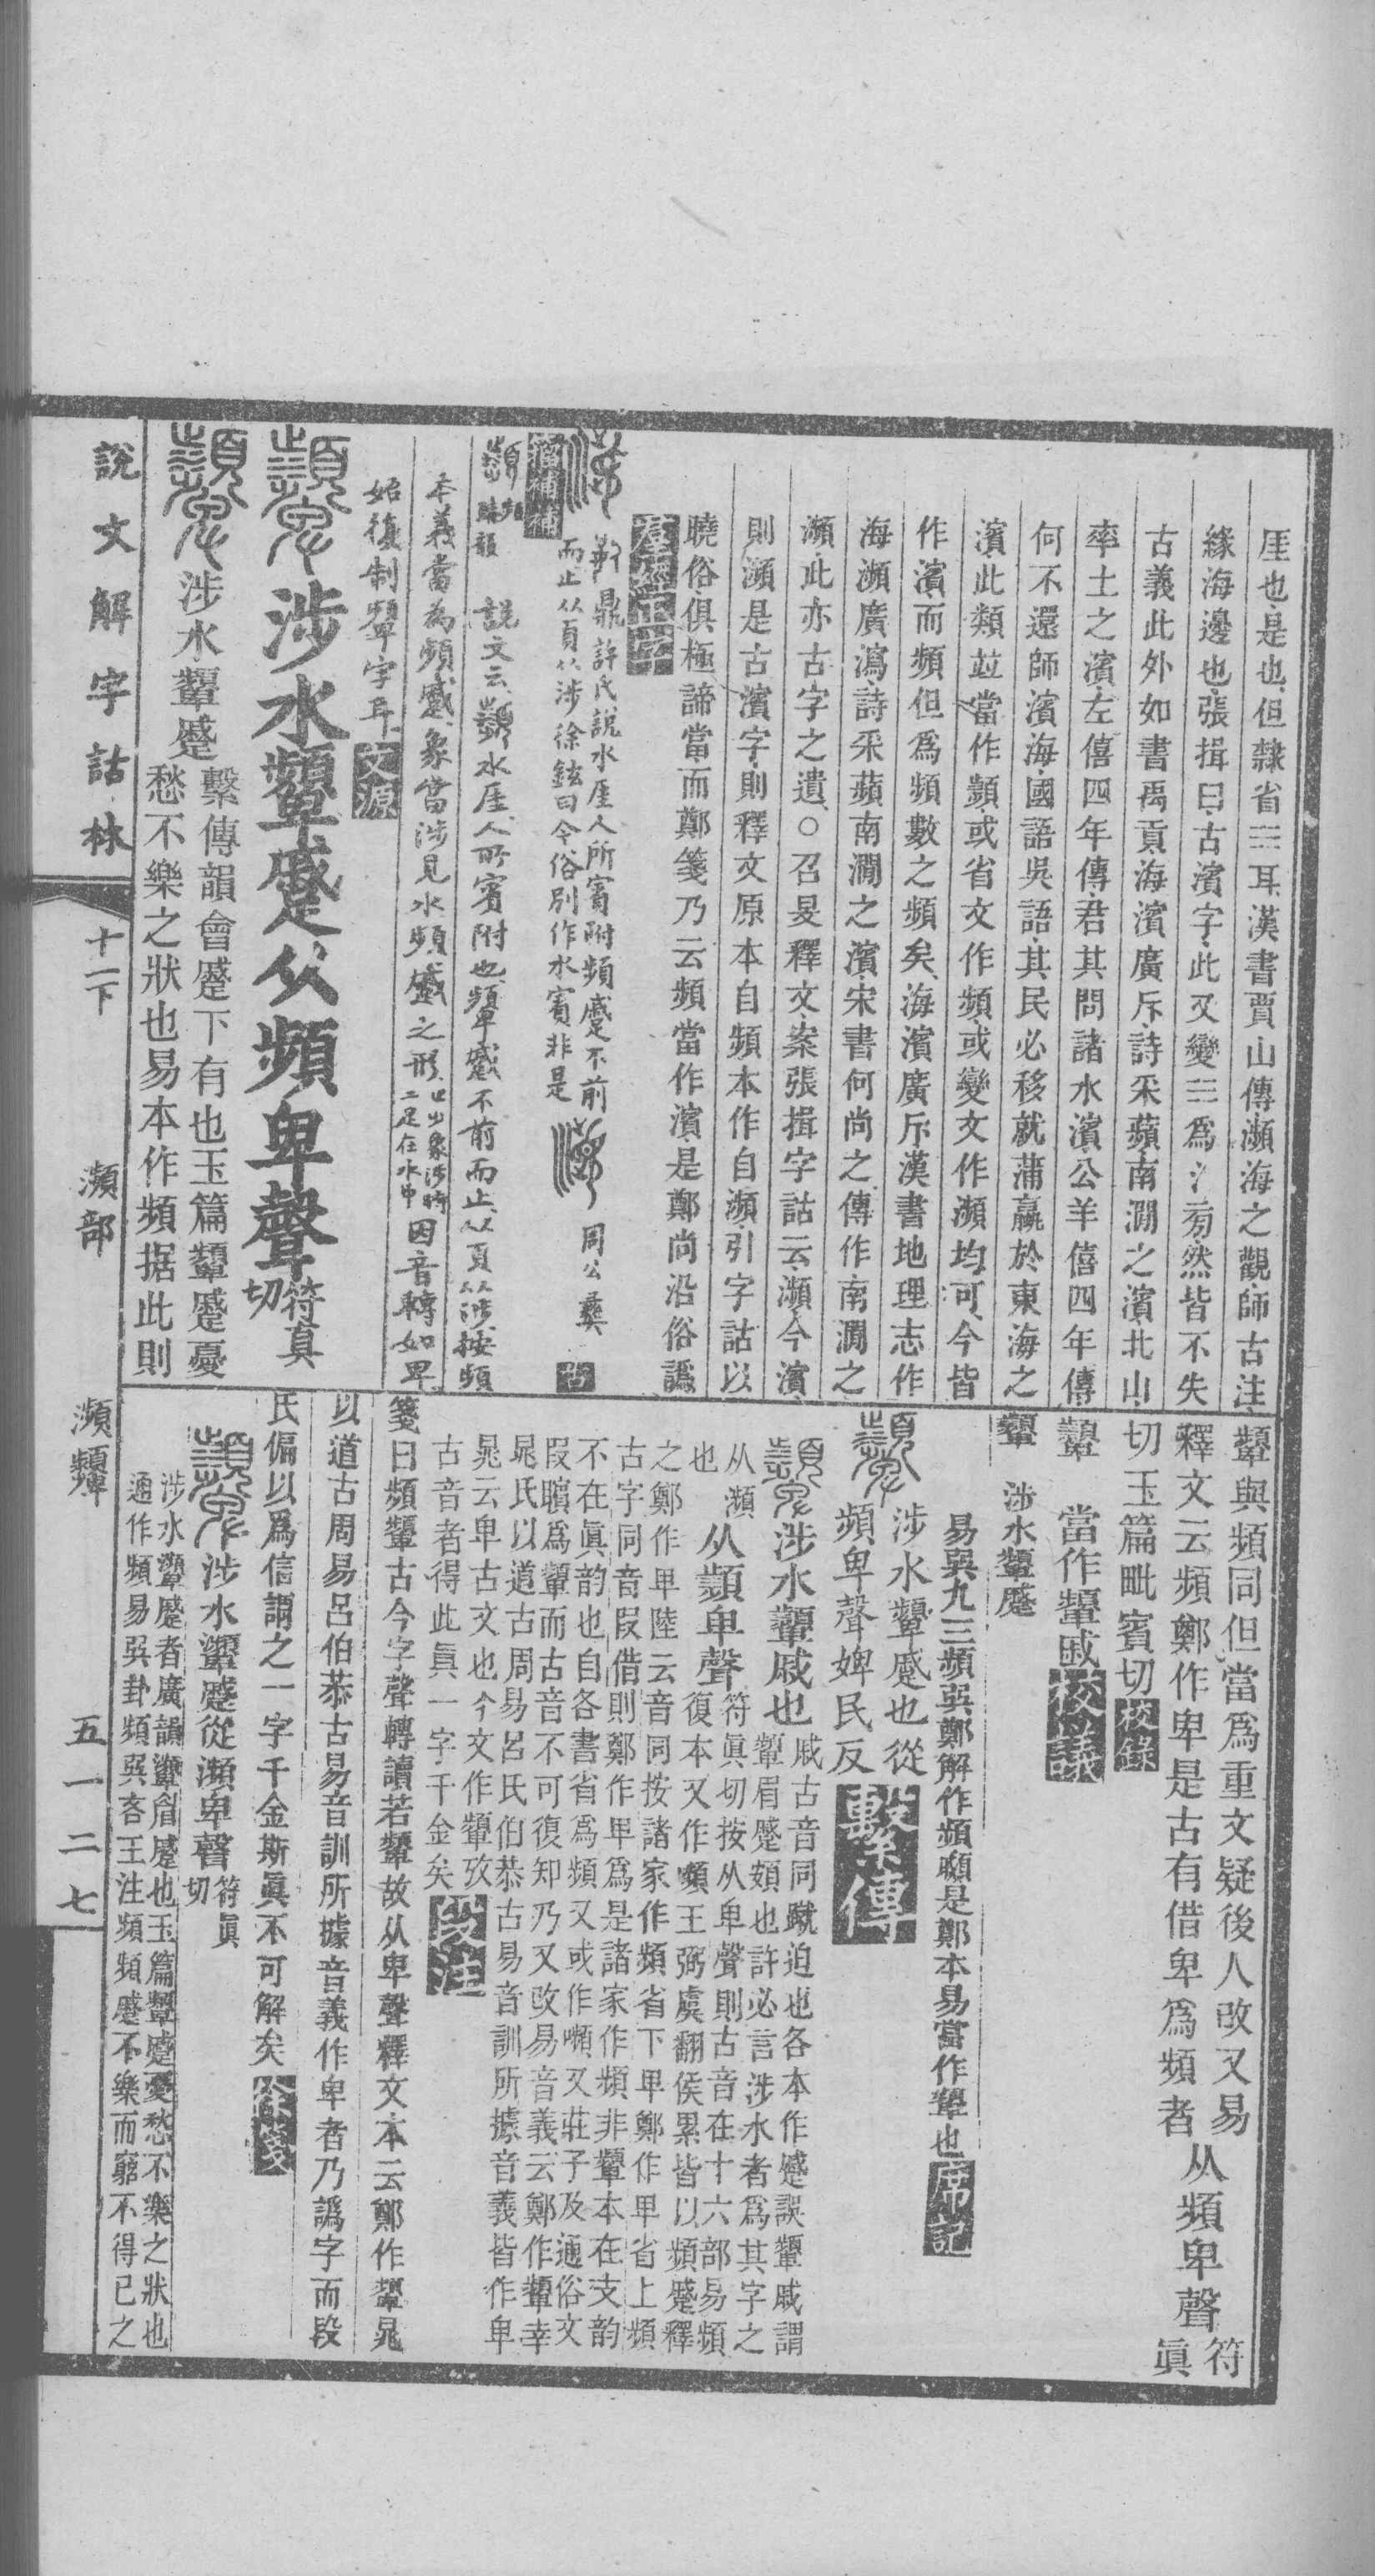 厓也是也但隸省𡿧耳漢書賈山傳瀕海之觀師古注
緣海邊也張揖曰古濱字此又變𡿧爲氵旁然皆不失
古義此外如書禹貢海濱廣斥詩采蘋南澗之濱北山
率土之濱左僖四年傳君其問諸水濱公羊僖四年傳
何不還師濱海國語吳語其民必移就蒲蠃於東海之
濱此類竝當作顮或省文作頻或變文作瀕均可今皆
作濱而頻但爲頻數之頻矣海濱廣斥漢書地理志作
海瀕廣潟詩采蘋南澗之濱宋書何尚之傳作南澗之
瀕此亦古字之遺○召旻釋文案張揖字詁云瀕今濱
則瀕是古濱字則釋文原本自頻本作自瀕引字詁以
曉俗俱極諦當而鄭箋乃云頻當作濱是鄭尚沿俗譌
鼎許氏說水厓人所賓附頻蹙不前
而止从頁从涉徐鉉曰今俗別作水賓非是
周公彝
說文云瀕水厓人所賓附也顰蹙不前而止从頁从涉按頻
本義當爲頻蹙象當涉見水頻蹙之形止出象涉時二足在水中因音轉如卑
始復制顰字耳 文源
涉水顰蹙从頻卑聲 符真切
涉水顰蹙 繫傳韻會蹙下有也玉篇顰蹙憂
愁不樂之狀也易本作頻据此則
說文解字詁林 十一下 瀕部 瀕顰 五一二七
顰與頻同但當爲重文疑後人改又易
釋文云頻鄭作卑是古有借卑爲頻者 从頻卑聲 符眞
切玉篇毗賓切 校錄
顰 當作顰戚 校議
顰 涉水顰蹙
易巽九三頻巽鄭解作頻顣是鄭本易當作顰也 席記
涉水顰蹙也從
頻卑聲婢民反 繫傳
涉水顰戚也 戚古音同蹴迫也各本作蹙誤顰戚謂
顰眉蹙頞也許必言涉水者爲其字之
从瀕
也 从顮卑聲 符眞切按从卑聲則古音在十六部易頻
復本又作嚬王弼虞翻侯累皆以頻蹙釋
之鄭作卑陸云音同按諸家作頻省下卑鄭作卑省上頻
古字同音叚借則鄭作卑爲是諸家作頻非顰本在支韵
不在眞韵也自各書省爲頻又或作嚬又莊子及通俗文
叚矉爲顰而古音不可復知乃又改易音義云鄭作顰幸
晁氏以道古周易呂氏伯恭古易音訓所據音義皆作卑
晁云卑古文也今文作顰攷
古音者得此眞一字千金矣 段注
箋曰頻顰古今字聲轉讀若顰故从卑聲釋文本云鄭作顰晁
以道古周易呂伯恭古易音訓所據音義作卑者乃譌字而段
氏偏以爲信謂之一字千金斯眞不可解矣
涉水顰蹙從瀕卑聲 符眞切
涉水顰蹙者廣韻顰眉蹙也玉篇顰蹙憂愁不樂之狀也
通作頻易巽卦頻巽吝王注頻頻蹙不樂而窮不得已之